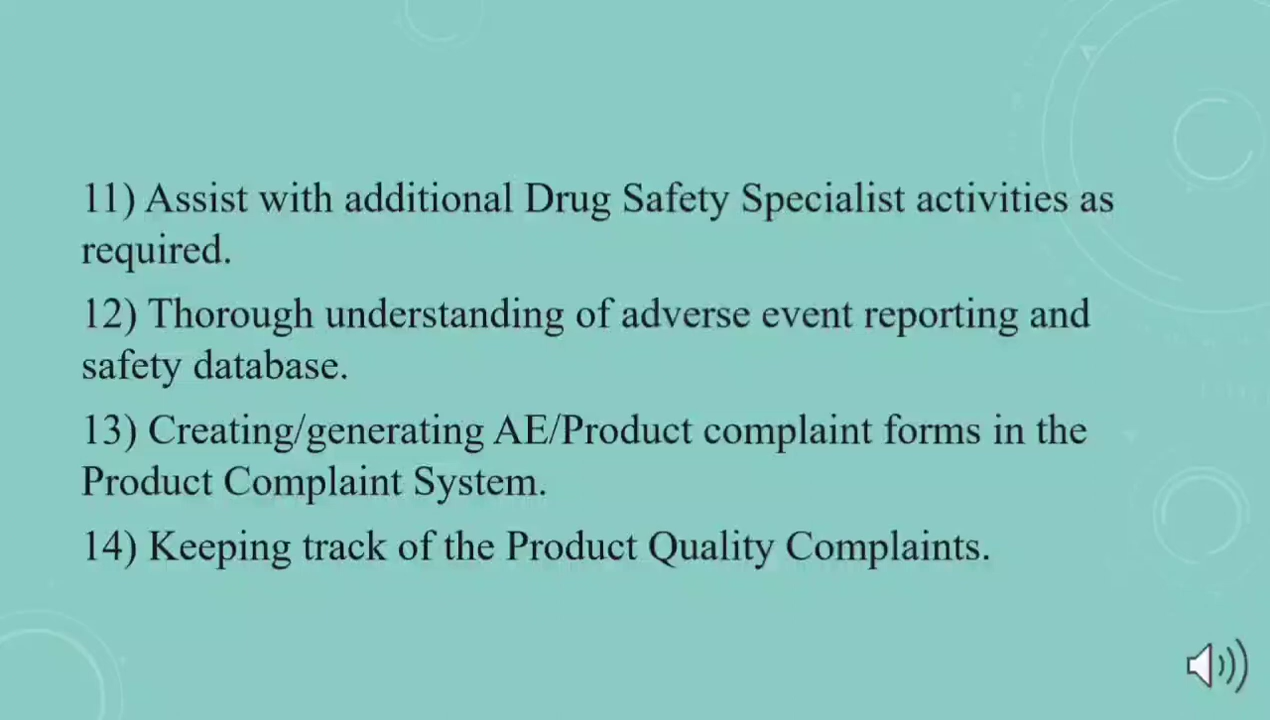 11) Assist with additional Drug Safety Specialist activities as
required.
12) Thorough understanding of adverse event reporting and
safety database.
13) Creating/generating AE/Product complaint forms in the
Product Complaint System.
14) Keeping track of the Product Quality Complaints.